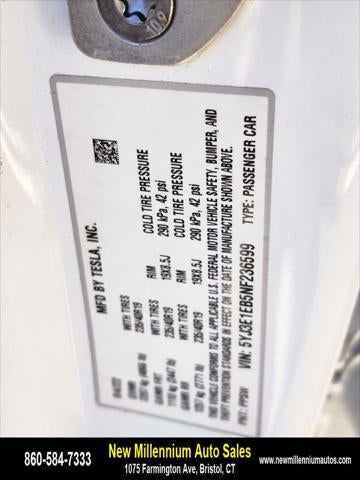 10.9
MFD BY TESLA, INC.
WITH TIRES RIM COLD TIRE PRESSURE
235/40R19 19X8.5J 290 kPa, 42 psi
WITH TIRES RIM COLD TIRE PRESSURE
235/40R19 19X8.5J 290 kPa, 42 psi
THIS VEHICLE CONFORMS TO ALL APPLICABLE U.S. FEDERAL MOTOR VEHICLE SAFETY, BUMPER, AND
THEFT PREVENTION STANDARDS IN EFFECT ON THE DATE OF MANUFACTURE SHOWN ABOVE.
PAINT: PPSW VIN: 5YJ3E1EB5NF236599 TYPE: PASSENGER CAR
860-584-7333
New Millennium Auto Sales
1075 Farmington Ave, Bristol, CT
www.newmillenniumautos.com